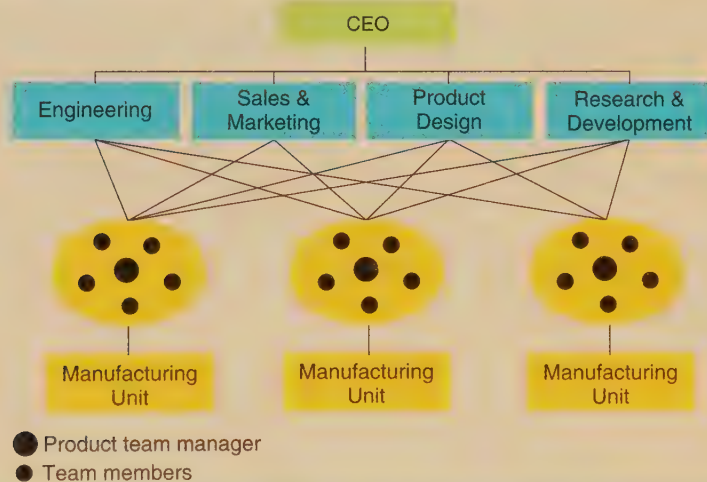 CEO
Engineering
Sales &
Marketing
Product
Design
Research &
Development
Manufacturing
Unit
Manufacturing
Unit
Manufacturing
Unit
Product team manager
Team members